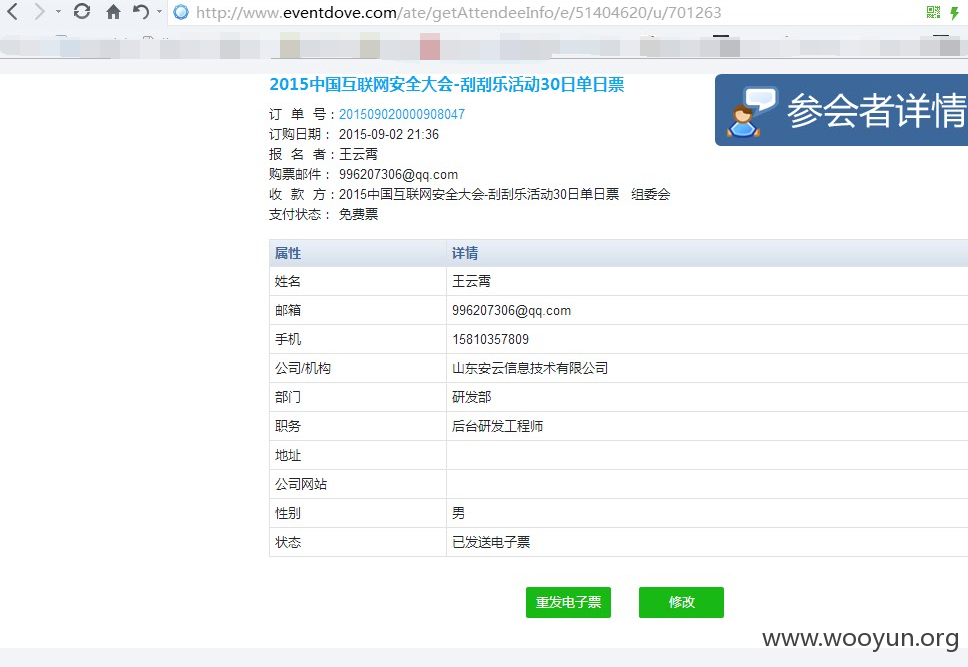 http://www.eventdove.com/ate/getAttendeeInfo/e/51404620/u/701263
2015中国互联网安全大会-刮刮乐活动30日单日票
参会者详情
订 单 号：201509020000908047
订购日期： 2015-09-02 21:36
报 名 者：王云霄
购票邮件： 996207306@qq.com
收 款 方：2015中国互联网安全大会-刮刮乐活动30日单日票 组委会
支付状态： 免费票
属性 详情
姓名 王云霄
邮箱 996207306@qq.com
手机 15810357809
公司/机构 山东安云信息技术有限公司
部门 研发部
职务 后台研发工程师
地址
公司网站
性别 男
状态 已发送电子票
重发电子票 修改
www.wooyun.org